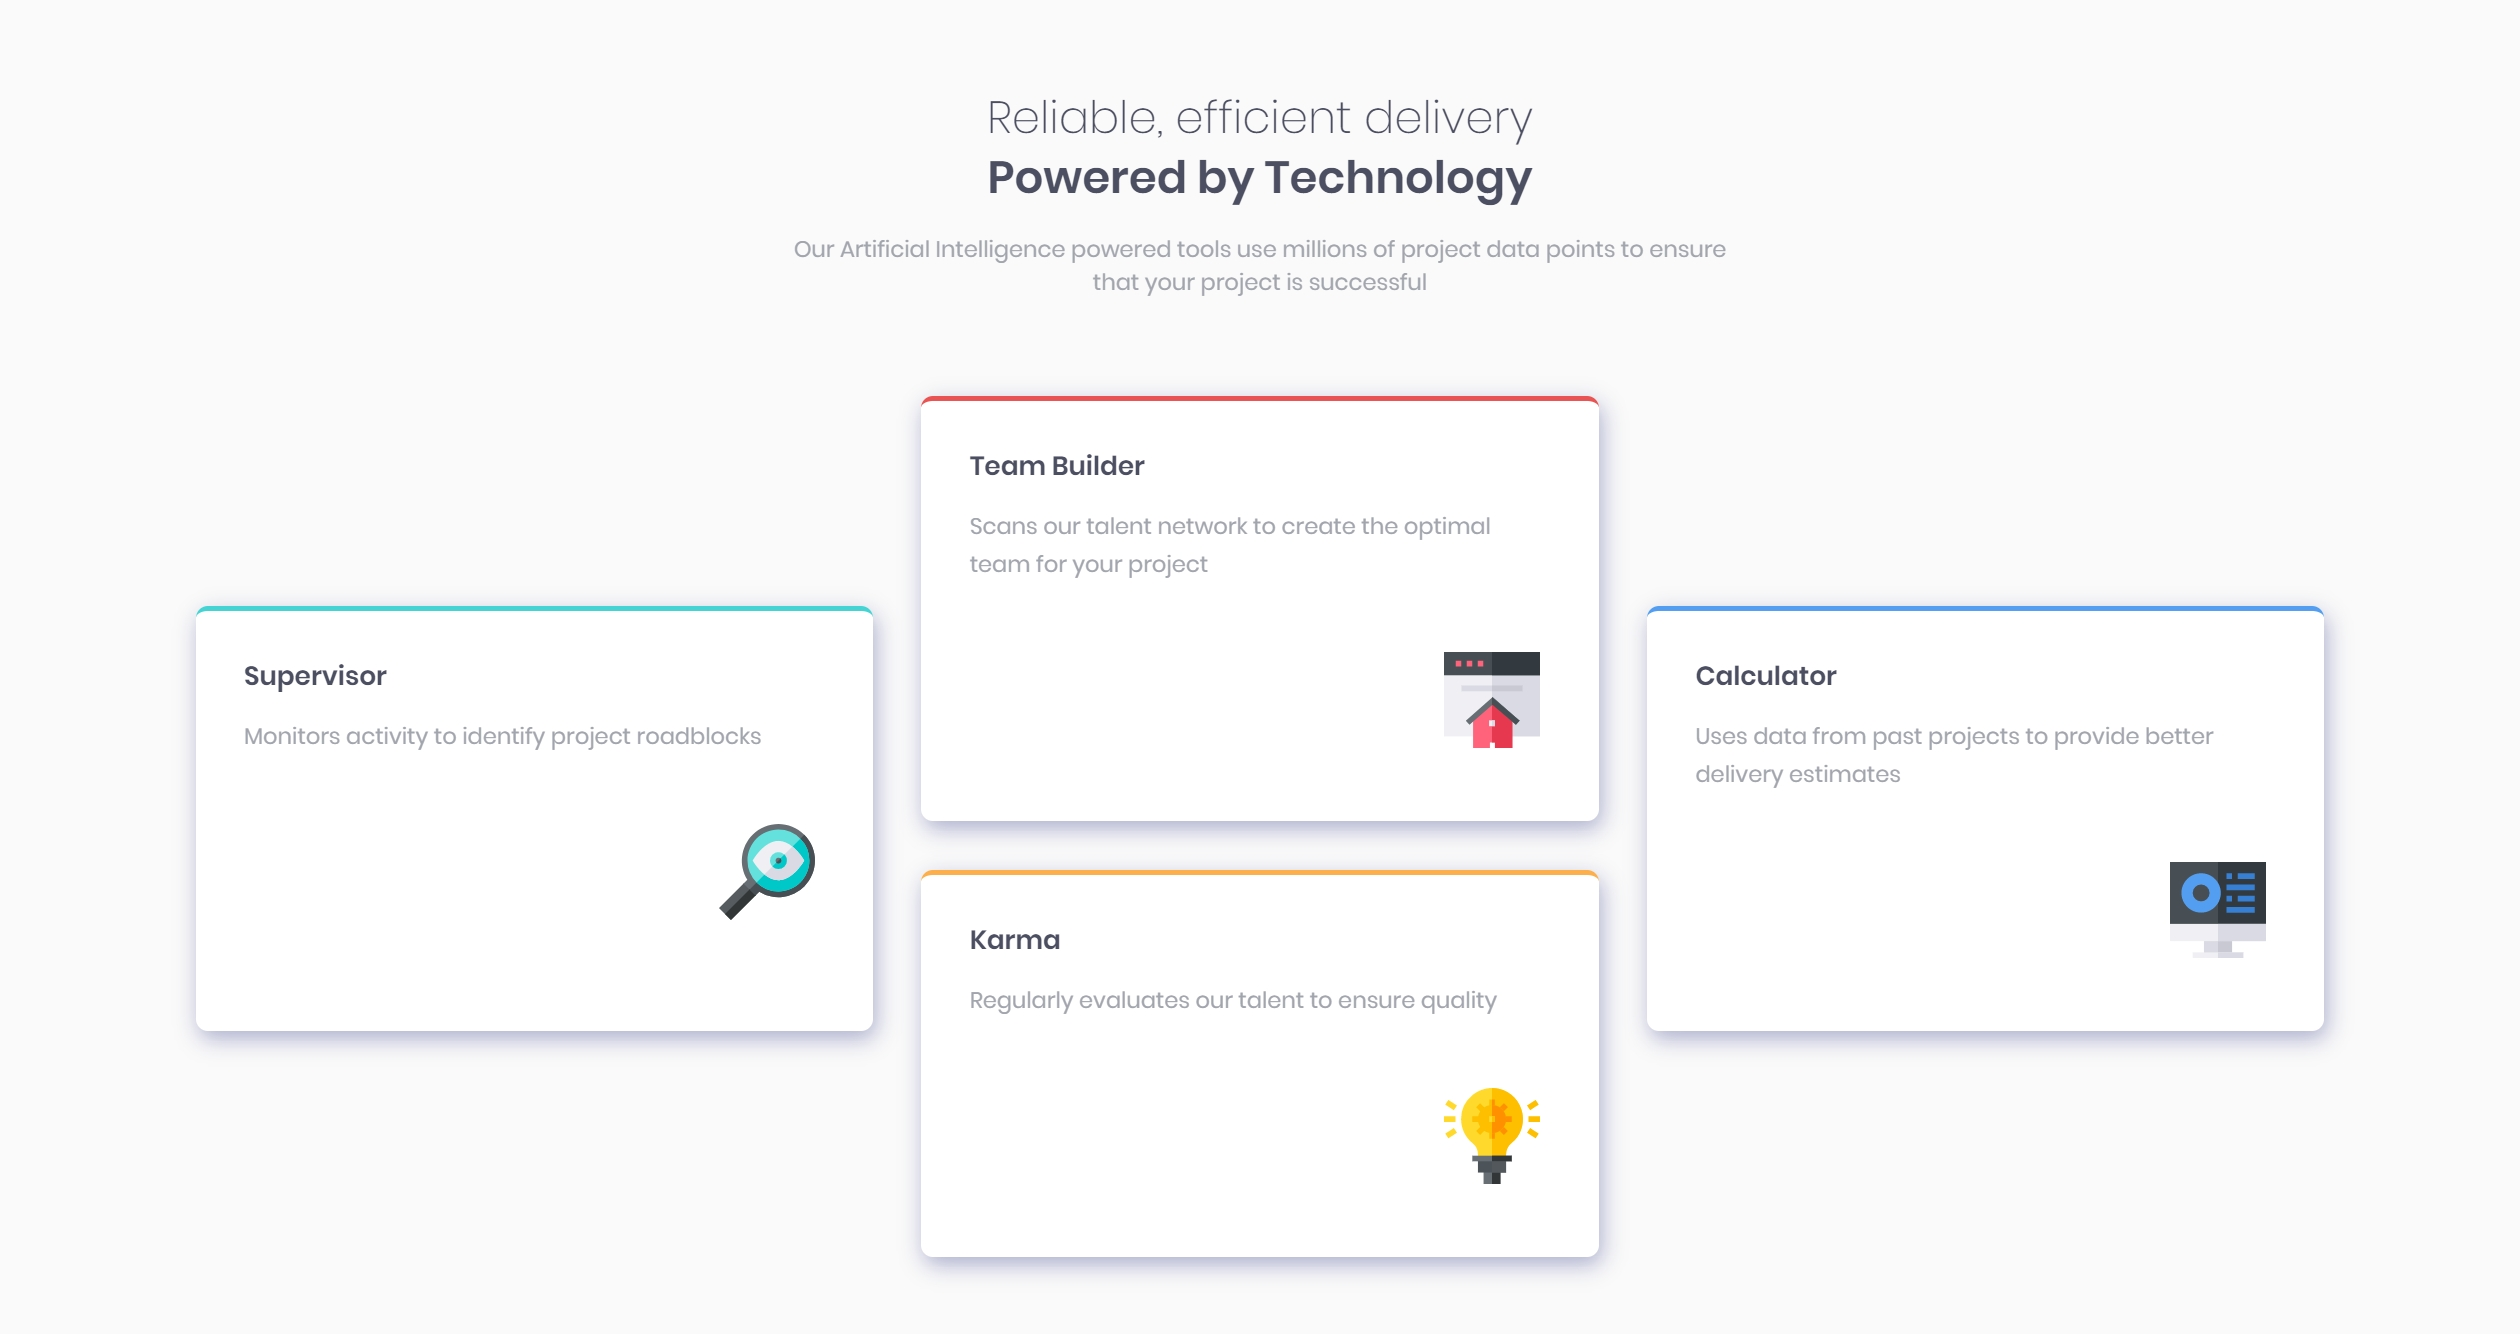 Reliable, efficient delivery
Powered by Technology
Our Artificial Intelligence powered tools use millions of project data points to ensure
that your project is successful
Team Builder
Scans our talent network to create the optimal
team for your project
Supervisor
Monitors activity to identify project roadblocks
Calculator
Uses data from past projects to provide better
delivery estimates
Karma
Regularly evaluates our talent to ensure quality